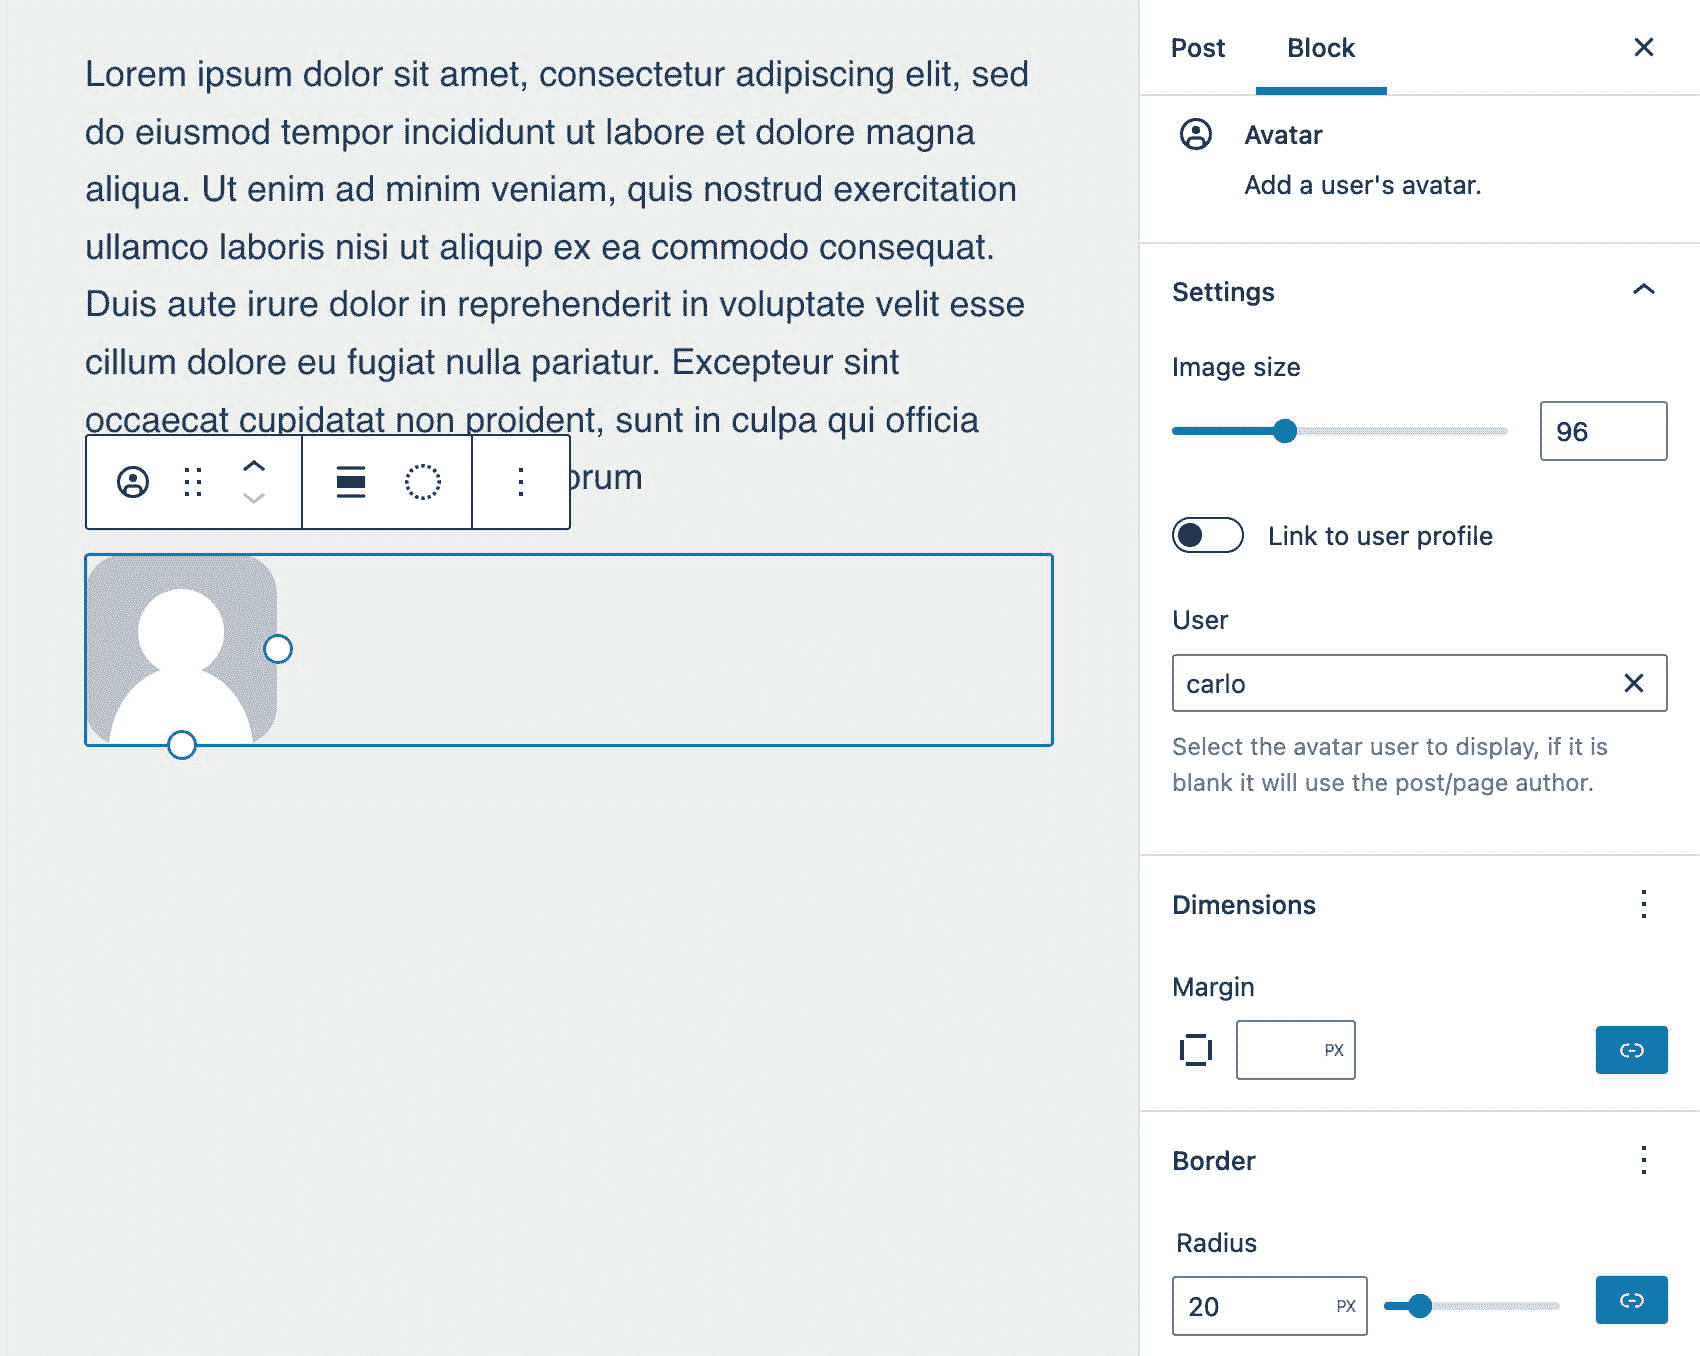 Lorem ipsum dolor sit amet, consectetur adipiscing elit, sed
do eiusmod tempor incididunt ut labore et dolore magna
aliqua. Ut enim ad minim veniam, quis nostrud exercitation
ullamco laboris nisi ut aliquip ex ea commodo consequat.
Duis aute irure dolor in reprehenderit in voluptate velit esse
cillum dolore eu fugiat nulla pariatur. Excepteur sint
occaecat cupidatat non proident, sunt in culpa qui officia
Post Block
Avatar
Add a user's avatar.
Settings
Image size
96
Link to user profile
User
carlo
Select the avatar user to display, if it is
blank it will use the post/page author.
Dimensions
Margin
PX
Border
Radius
20 PX